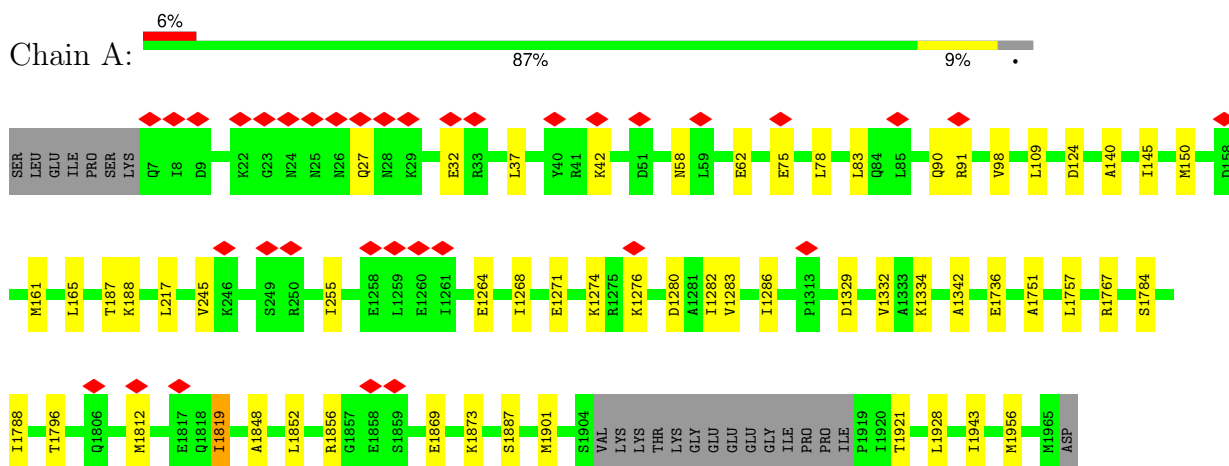 6%
Chain A:
87%
9%
•
SER LEU GLU ILE PRO SER LYS Q7 I8 D9 K22 G23 N24 N25 N26 Q27 N28 K29 E32 R33 L37 Y40 R41 K42 D51 N58 L59 E62 E75 L78 L83 Q84 L85 Q90 R91 V98 L109 D124 A140 I145 M150 D158
M161 L165 T187 K188 L217 V245 K246 S249 R250 I255 E1258 L1259 E1260 I1261 E1264 I1268 E1271 K1274 R1275 K1276 D1280 A1281 I1282 V1283 I1286 P1313 D1329 V1332 A1333 K1334 A1342 E1736 A1751 L1757 R1767 S1784
I1788 T1796 Q1806 M1812 E1817 Q1818 I1819 A1848 L1852 R1856 G1857 E1858 S1859 E1869 K1873 S1887 M1901 S1904 VAL LYS LYS THR LYS GLY GLU GLU GLU GLY ILE PRO PRO ILE P1919 I1920 T1921 L1928 I1943 M1956 M1965 ASP